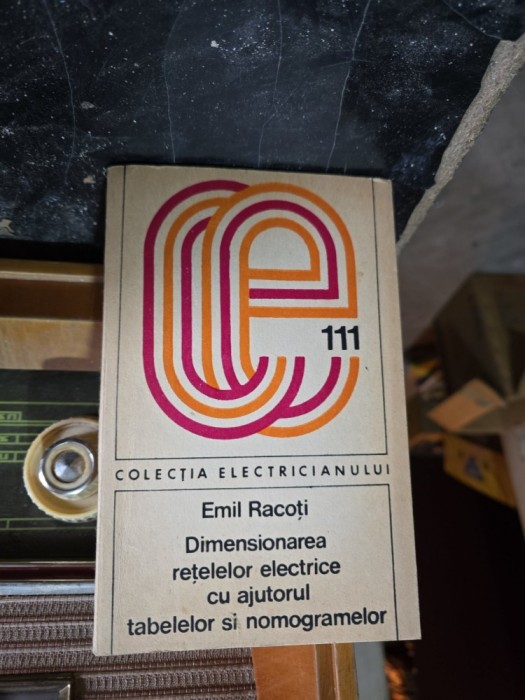 111
COLECȚIA ELECTRICIANULUI
Emil Racoți
Dimensionarea
rețelelor electrice
cu ajutorul
tabelelor si nomogramelor